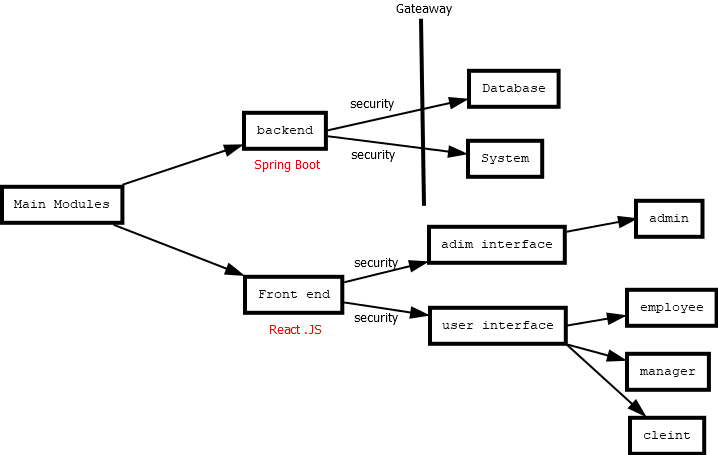 Gateaway
Database
security
backend
security
System
Spring Boot
Main Modules
admin
adim interface
security
Front end
employee
security
user interface
React .JS
manager
cleint